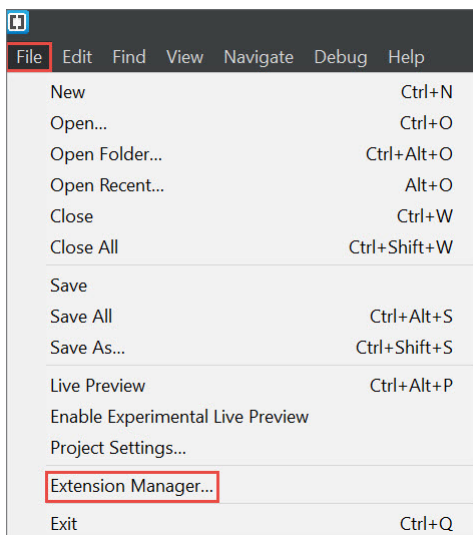 File Edit Find View Navigate Debug Help
New Ctrl+N
Open... Ctrl+O
Open Folder... Ctrl+Alt+O
Open Recent... Alt+O
Close Ctrl+W
Close All Ctrl+Shift+W
Save
Save All Ctrl+Alt+S
Save As... Ctrl+Shift+S
Live Preview Ctrl+Alt+P
Enable Experimental Live Preview
Project Settings...
Extension Manager...
Exit Ctrl+Q